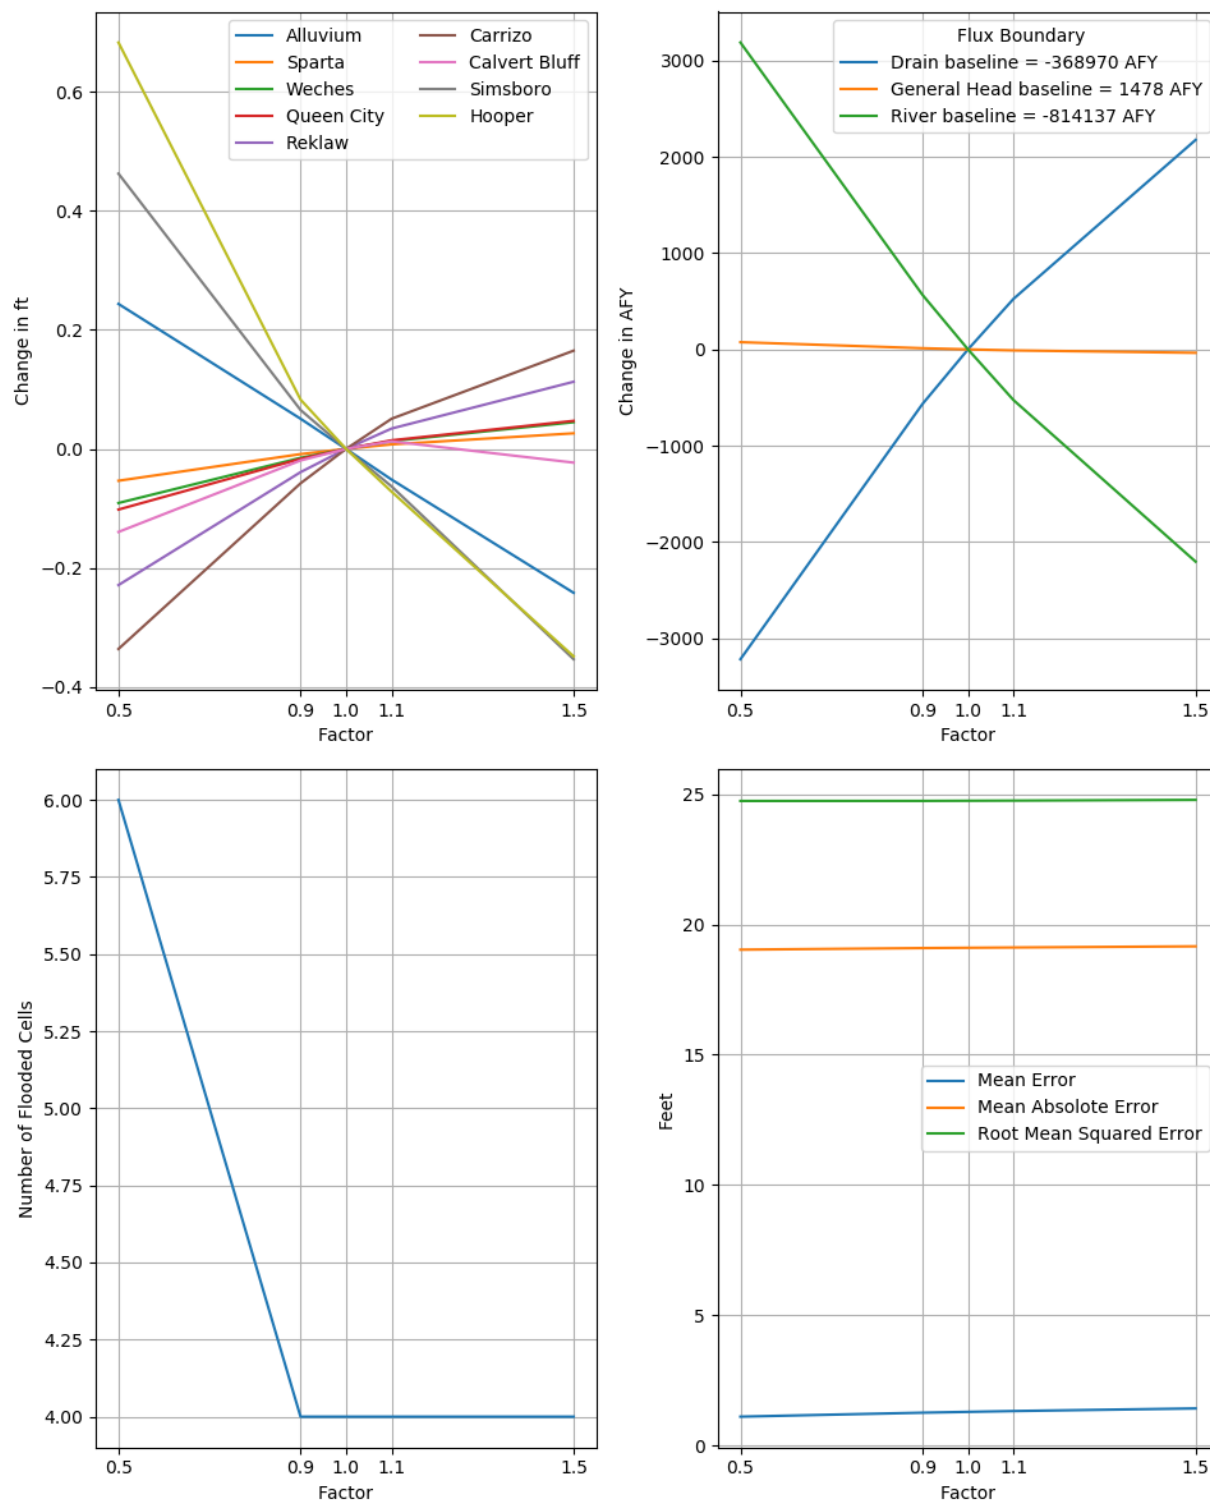 Alluvium
Sparta
Weches
Queen City
Reklaw
Carrizo
Calvert Bluff
Simsboro
Hooper
0.6
0.4
0.2
0.0
−0.2
−0.4
Change in ft
0.5
0.9
1.0
1.1
1.5
Factor
Flux Boundary
Drain baseline = -368970 AFY
General Head baseline = 1478 AFY
River baseline = -814137 AFY
3000
2000
1000
0
−1000
−2000
−3000
Change in AFY
0.5
0.9
1.0
1.1
1.5
Factor
6.00
5.75
5.50
5.25
5.00
4.75
4.50
4.25
4.00
Number of Flooded Cells
0.5
0.9
1.0
1.1
1.5
Factor
25
20
15
10
5
0
Feet
Mean Error
Mean Absolute Error
Root Mean Squared Error
0.5
0.9
1.0
1.1
1.5
Factor